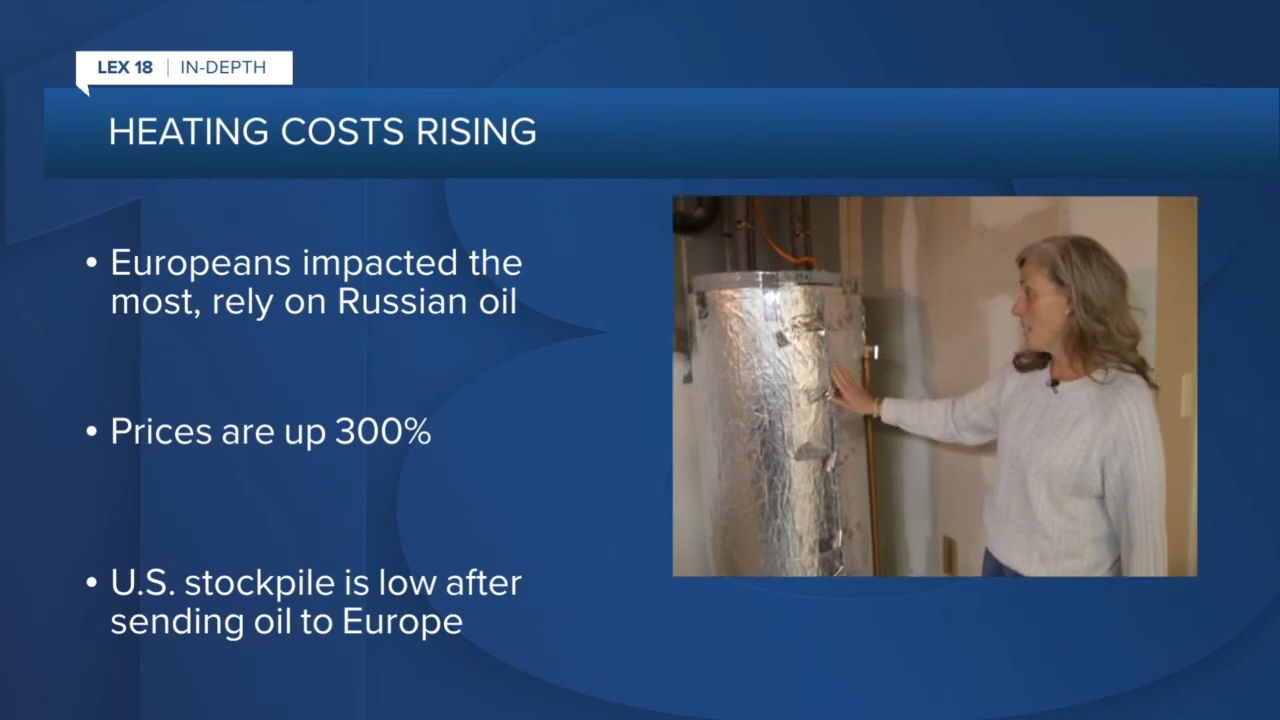 LEX 18 | IN-DEPTH
HEATING COSTS RISING
• Europeans impacted the
most, rely on Russian oil
• Prices are up 300%
• U.S. stockpile is low after
sending oil to Europe